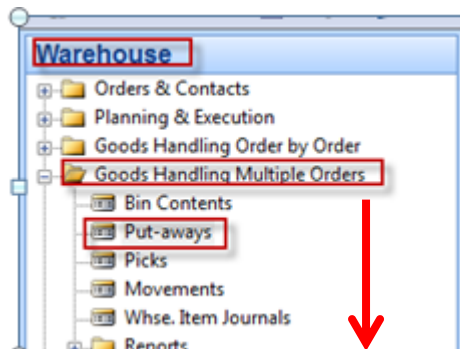 Warehouse
Orders & Contacts
Planning & Execution
Goods Handling Order by Order
Goods Handling Multiple Orders
Bin Contents
Put-aways
Picks
Movements
Whse. Item Journals
Reports